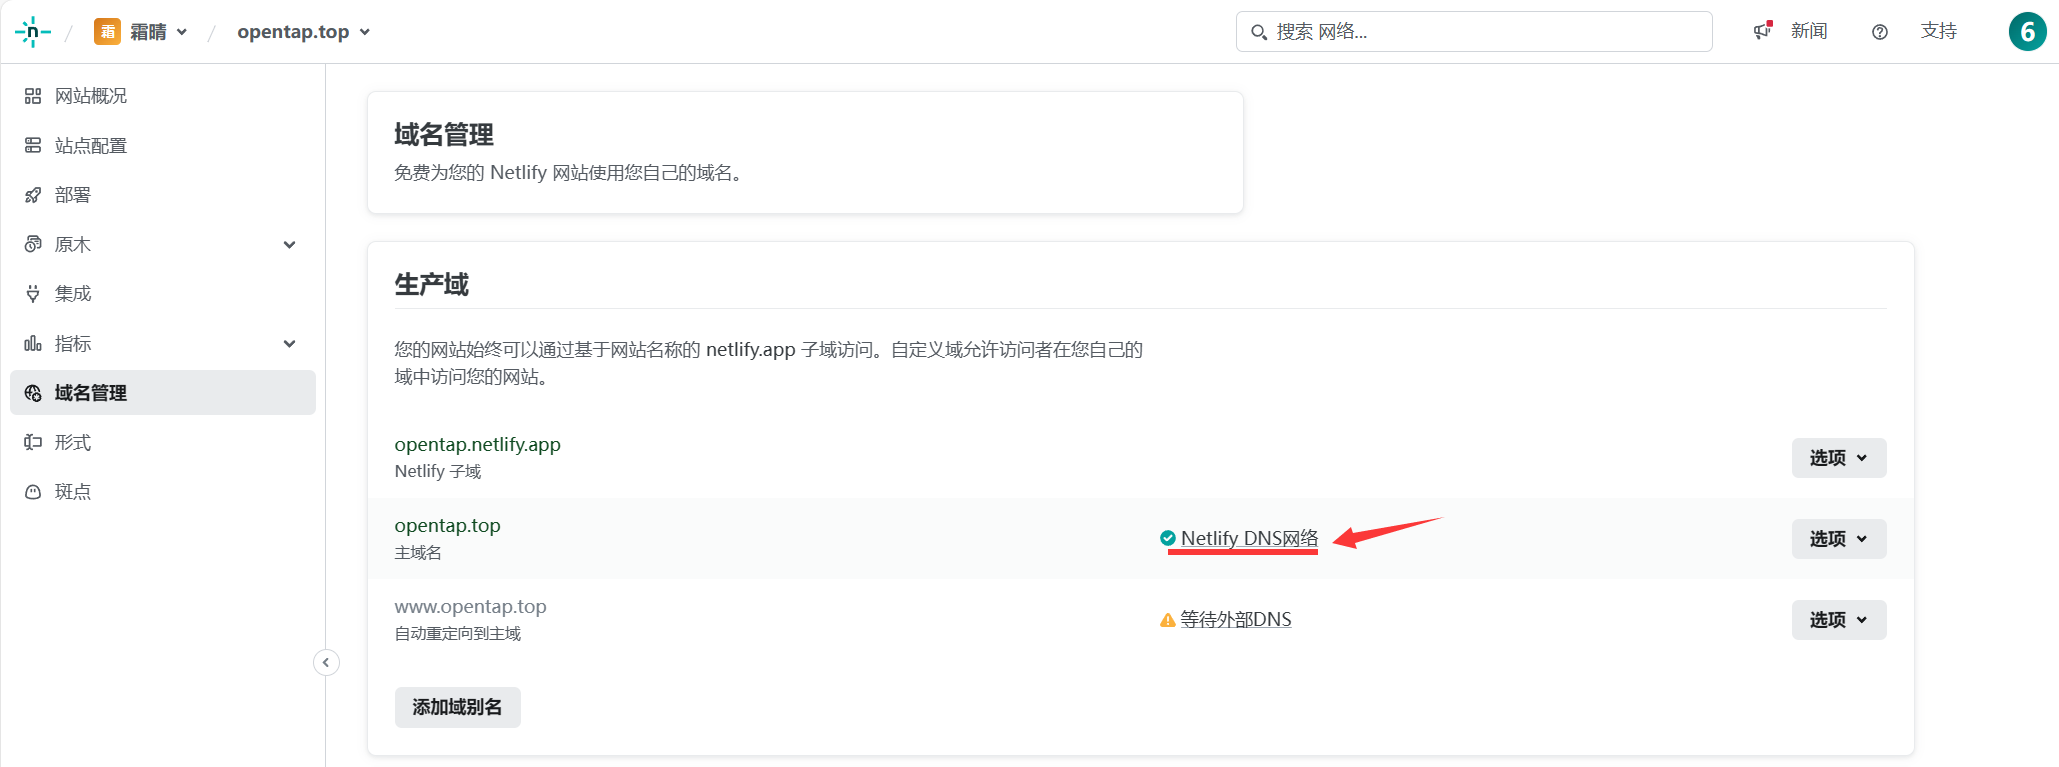 n
霜 霜晴
opentap.top
搜索 网络...
新闻
支持
6
网站概况
站点配置
部署
原木
集成
指标
域名管理
形式
斑点
域名管理
免费为您的 Netlify 网站使用您自己的域名。
生产域
您的网站始终可以通过基于网站名称的 netlify.app 子域访问。自定义域允许访问者在您自己的
域中访问您的网站。
opentap.netlify.app
Netlify 子域
选项
opentap.top
主域名
Netlify DNS网络
选项
www.opentap.top
自动重定向到主域
等待外部DNS
选项
添加域别名